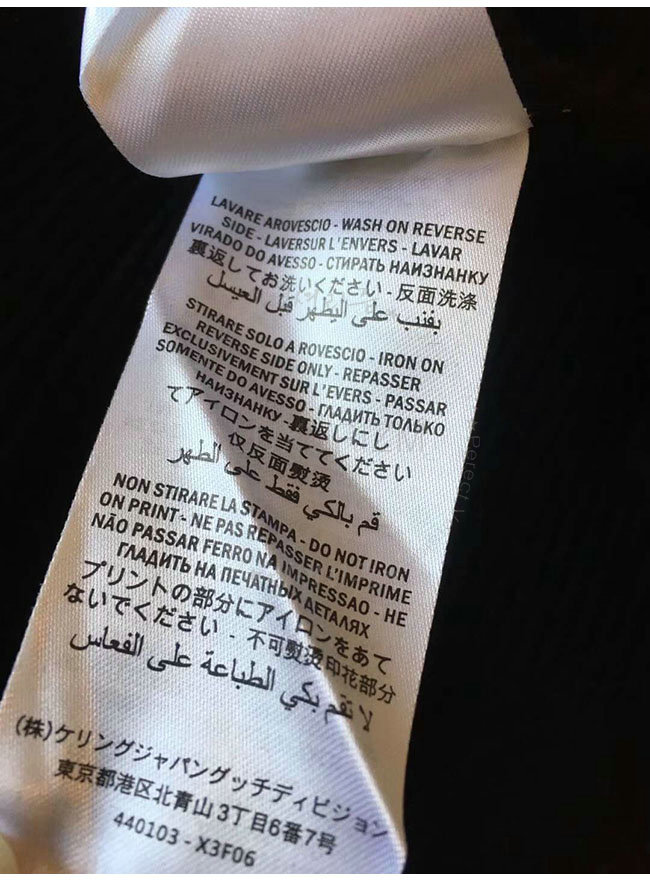 LAVARE AROVESCIO - WASH ON REVERSE
SIDE - LAVERSUR L'ENVERS - LAVAR
VIRADO DO AVESSO - СТИРАТЬ НАИЗНАНКУ
裏返してお洗いください - 反面洗涤
يقنب على اليظهر قبل العيسل
STIRARE SOLO A ROVESCIO - IRON ON
REVERSE SIDE ONLY - REPASSER
EXCLUSIVEMENT SUR L'EVERS - PASSAR
SOMENTE DO AVESSO - ГЛАДИТЬ ТОЛЬКО
НАИЗНАНКУ - 裏返しにし
てアイロンを当ててください
仅反面熨烫
قم بالكي فقط على الظهر
NON STIRARE LA STAMPA - DO NOT IRON
ON PRINT - NE PAS REPASSER L'IMPRIME
NÃO PASSAR FERRO NA IMPRESSAO - НЕ
ГЛАДИТЬ НА ПЕЧАТНЫХ ДЕТАЛЯХ
プリントの部分にアイロンをあて
ないでください - 不可熨烫印花部分
لا تقم بكي الطباعة على القعاس
(株)ケリングジャパングッチディビジョン
東京都港区北青山3丁目6番7号
440103 - X3F06